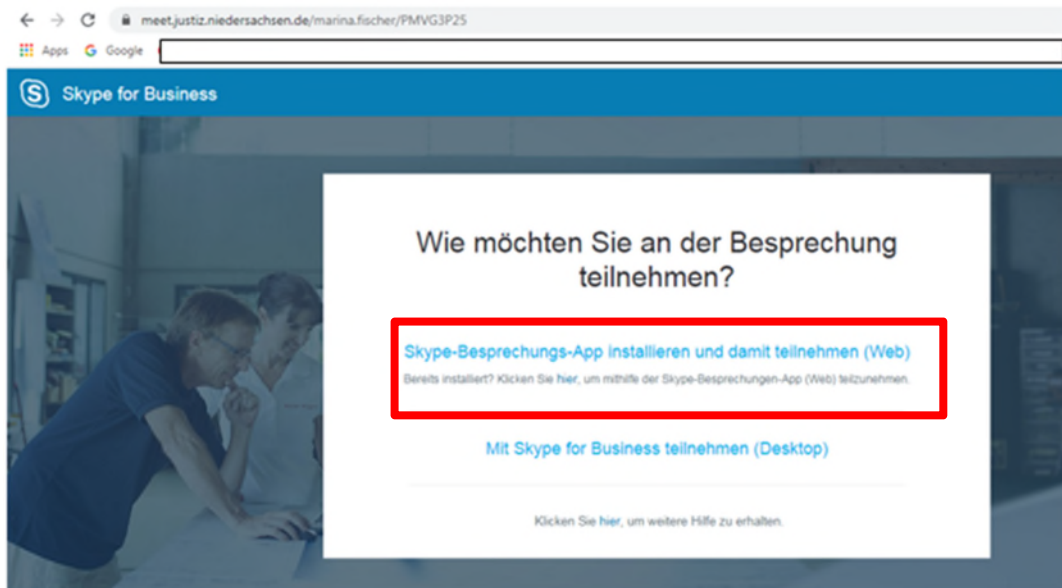 meet.justiz.niedersachsen.de/marina.fischer/PMVG3P25
Apps Google
Skype for Business
Wie möchten Sie an der Besprechung
teilnehmen?
Skype-Besprechungs-App installieren und damit teilnehmen (Web)
Bereits installiert? Klicken Sie hier, um mithilfe der Skype-Besprechungen-App (Web) teilzunehmen.
Mit Skype for Business teilnehmen (Desktop)
Klicken Sie hier, um weitere Hilfe zu erhalten.